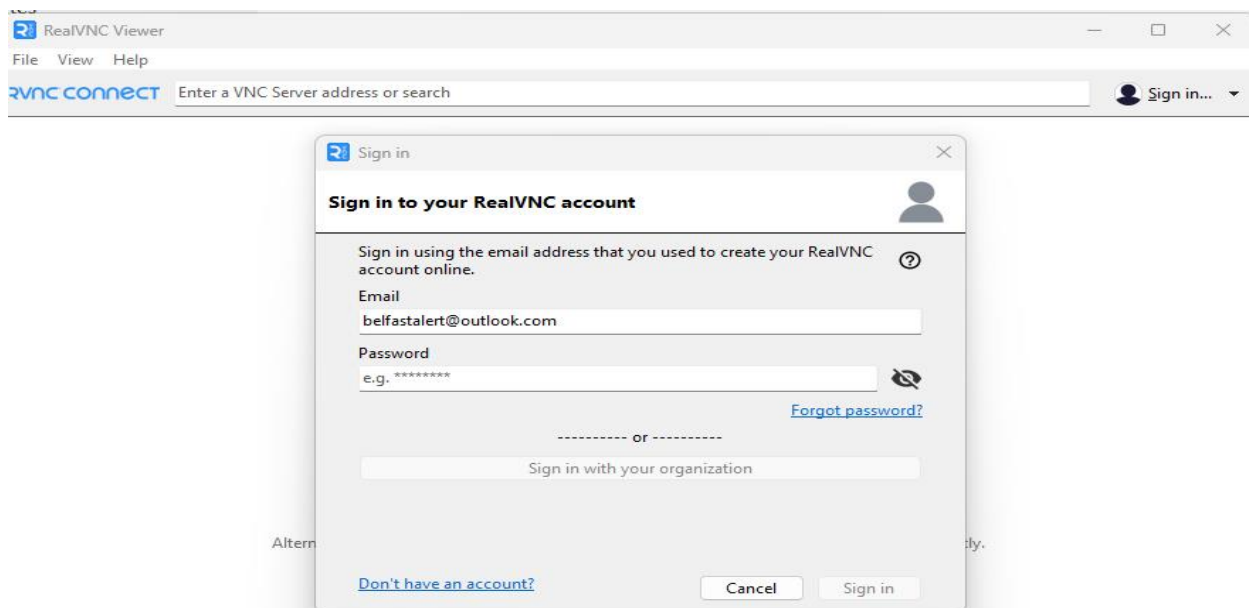 RealVNC Viewer
File View Help
RVNC CONNECT Enter a VNC Server address or search Sign in...
Sign in
Sign in to your RealVNC account
Sign in using the email address that you used to create your RealVNC
account online.
Email
belfastalert@outlook.com
Password
e.g. ********
Forgot password?
---------- or ----------
Sign in with your organization
Altern tly.
Don't have an account? Cancel Sign in